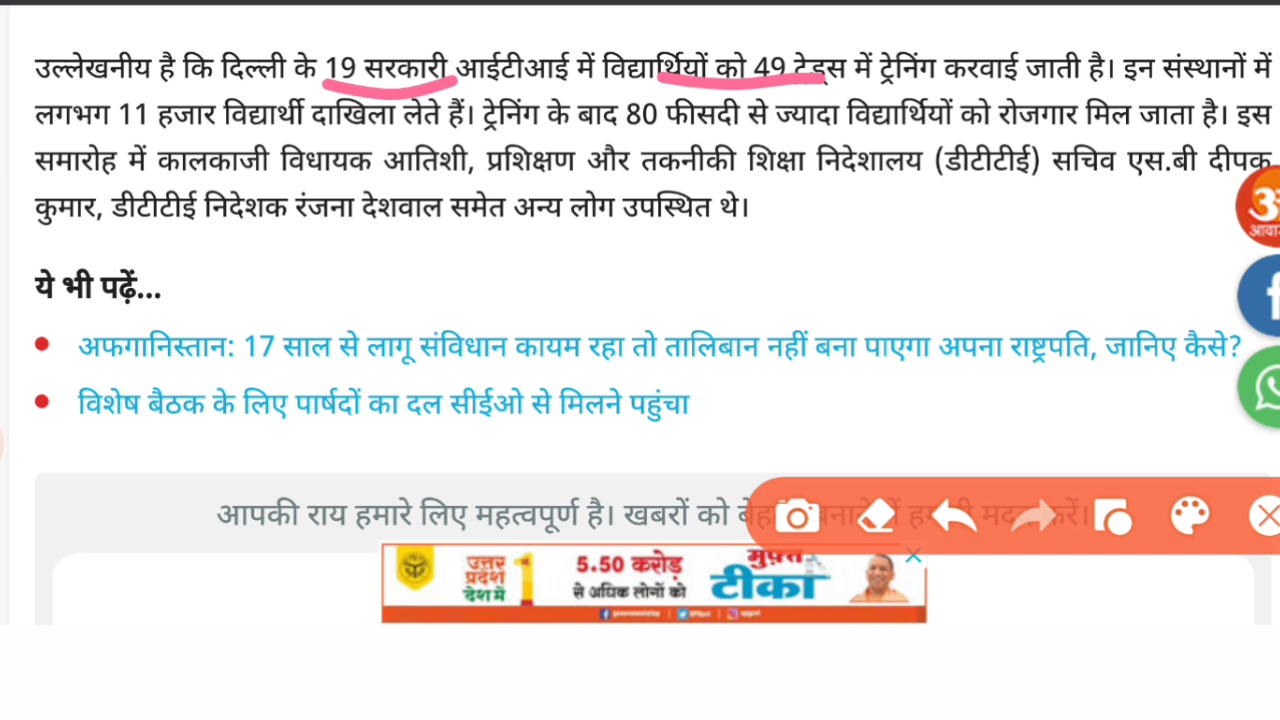 उल्लेखनीय है कि दिल्ली के 19 सरकारी आईटीआई में विद्यार्थियों को 49 ट्रेड्स में ट्रेनिंग करवाई जाती है। इन संस्थानों में
लगभग 11 हजार विद्यार्थी दाखिला लेते हैं। ट्रेनिंग के बाद 80 फीसदी से ज्यादा विद्यार्थियों को रोजगार मिल जाता है। इस
समारोह में कालकाजी विधायक आतिशी, प्रशिक्षण और तकनीकी शिक्षा निदेशालय (डीटीटीई) सचिव एस.बी दीपक
कुमार, डीटीटीई निदेशक रंजना देशवाल समेत अन्य लोग उपस्थित थे।
ये भी पढ़ें...
अफगानिस्तान: 17 साल से लागू संविधान कायम रहा तो तालिबान नहीं बना पाएगा अपना राष्ट्रपति, जानिए कैसे?
विशेष बैठक के लिए पार्षदों का दल सीईओ से मिलने पहुंचा
आपकी राय हमारे लिए महत्वपूर्ण है। खबरों को
उत्तर
प्रदेश
देश में
1
5.50 करोड़
से अधिक लोगों को
मुफ़्त
टीका